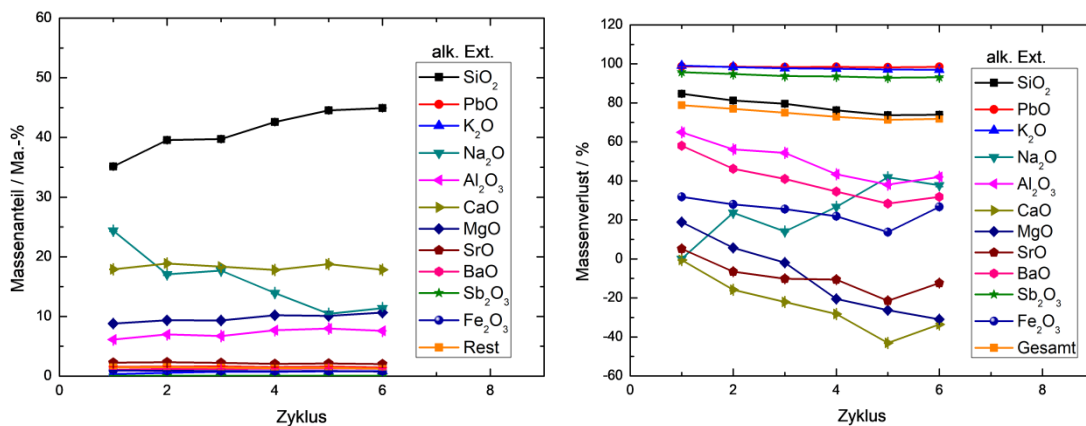 60
50
40
30
20
10
0
Massenanteil / Ma.-%
0 2 4 6 8
Zyklus
alk. Ext.
SiO₂
PbO
K₂O
Na₂O
Al₂O₃
CaO
MgO
SrO
BaO
Sb₂O₃
Fe₂O₃
Rest
120
100
80
60
40
20
0
-20
-40
-60
Massenverlust / %
0 2 4 6 8
Zyklus
alk. Ext.
SiO₂
PbO
K₂O
Na₂O
Al₂O₃
CaO
MgO
SrO
BaO
Sb₂O₃
Fe₂O₃
Gesamt